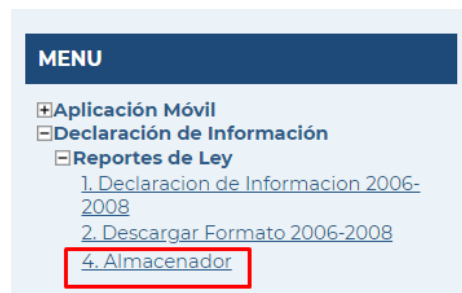 MENU
Aplicación Móvil
Declaración de Información
Reportes de Ley
1. Declaracion de Informacion 2006-
2008
2. Descargar Formato 2006-2008
4. Almacenador